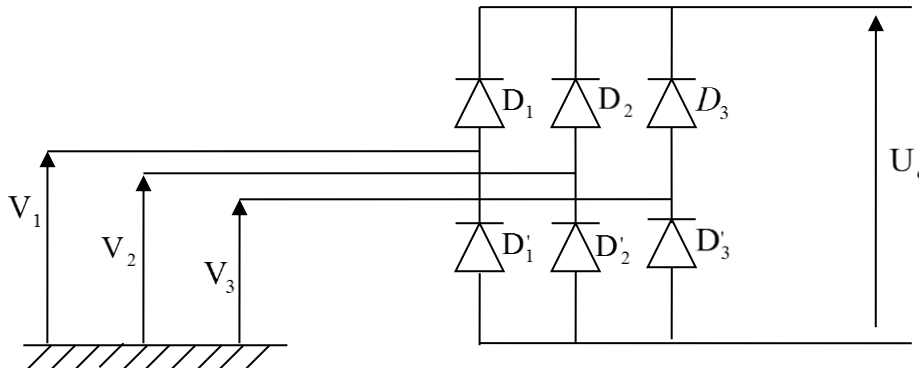 D₁
D₂
D₃
V₁
V₂
V₃
D'₁
D'₂
D'₃
U